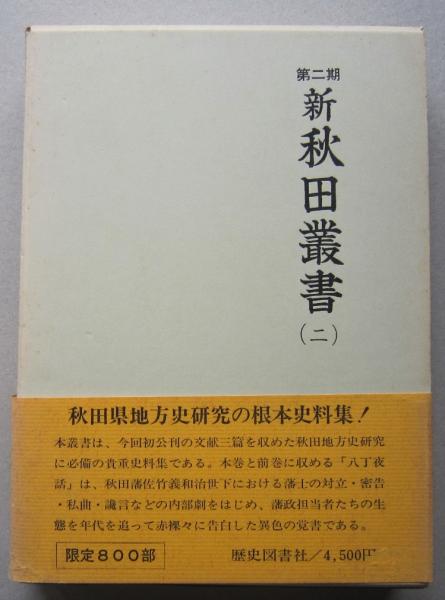 第二期
新秋田叢書
(二)
秋田県地方史研究の根本史料集!
本叢書は、今回初公刊の文献三篇を収めた秋田地方史研究
に必備の貴重史料集である。本巻と前巻に収める「八丁夜
話」は、秋田藩佐竹義和治世下における藩士の対立・密告
・私曲・讒言などの内部劇をはじめ、藩政担当者たちの生
態を年代を追って赤裸々に告白した異色の覚書である。
限定800部
歴史図書社/4,500円